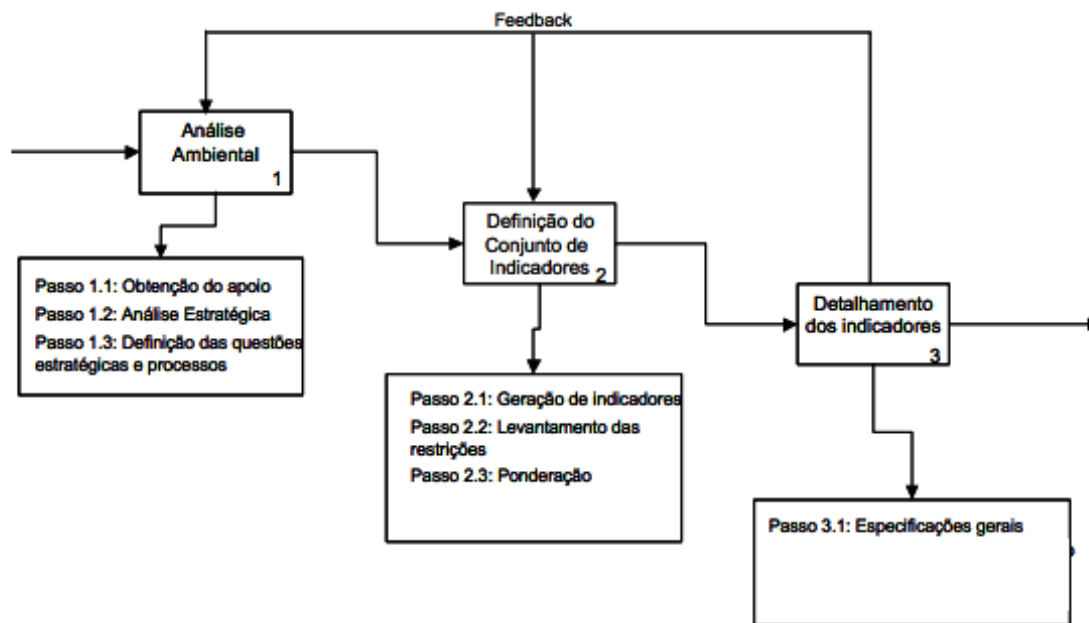 Feedback
Análise
Ambiental
1
Passo 1.1: Obtenção do apoio
Passo 1.2: Análise Estratégica
Passo 1.3: Definição das questões
estratégicas e processos
Definição do
Conjunto de
Indicadores
2
Passo 2.1: Geração de indicadores
Passo 2.2: Levantamento das
restrições
Passo 2.3: Ponderação
Detalhamento
dos indicadores
3
Passo 3.1: Especificações gerais